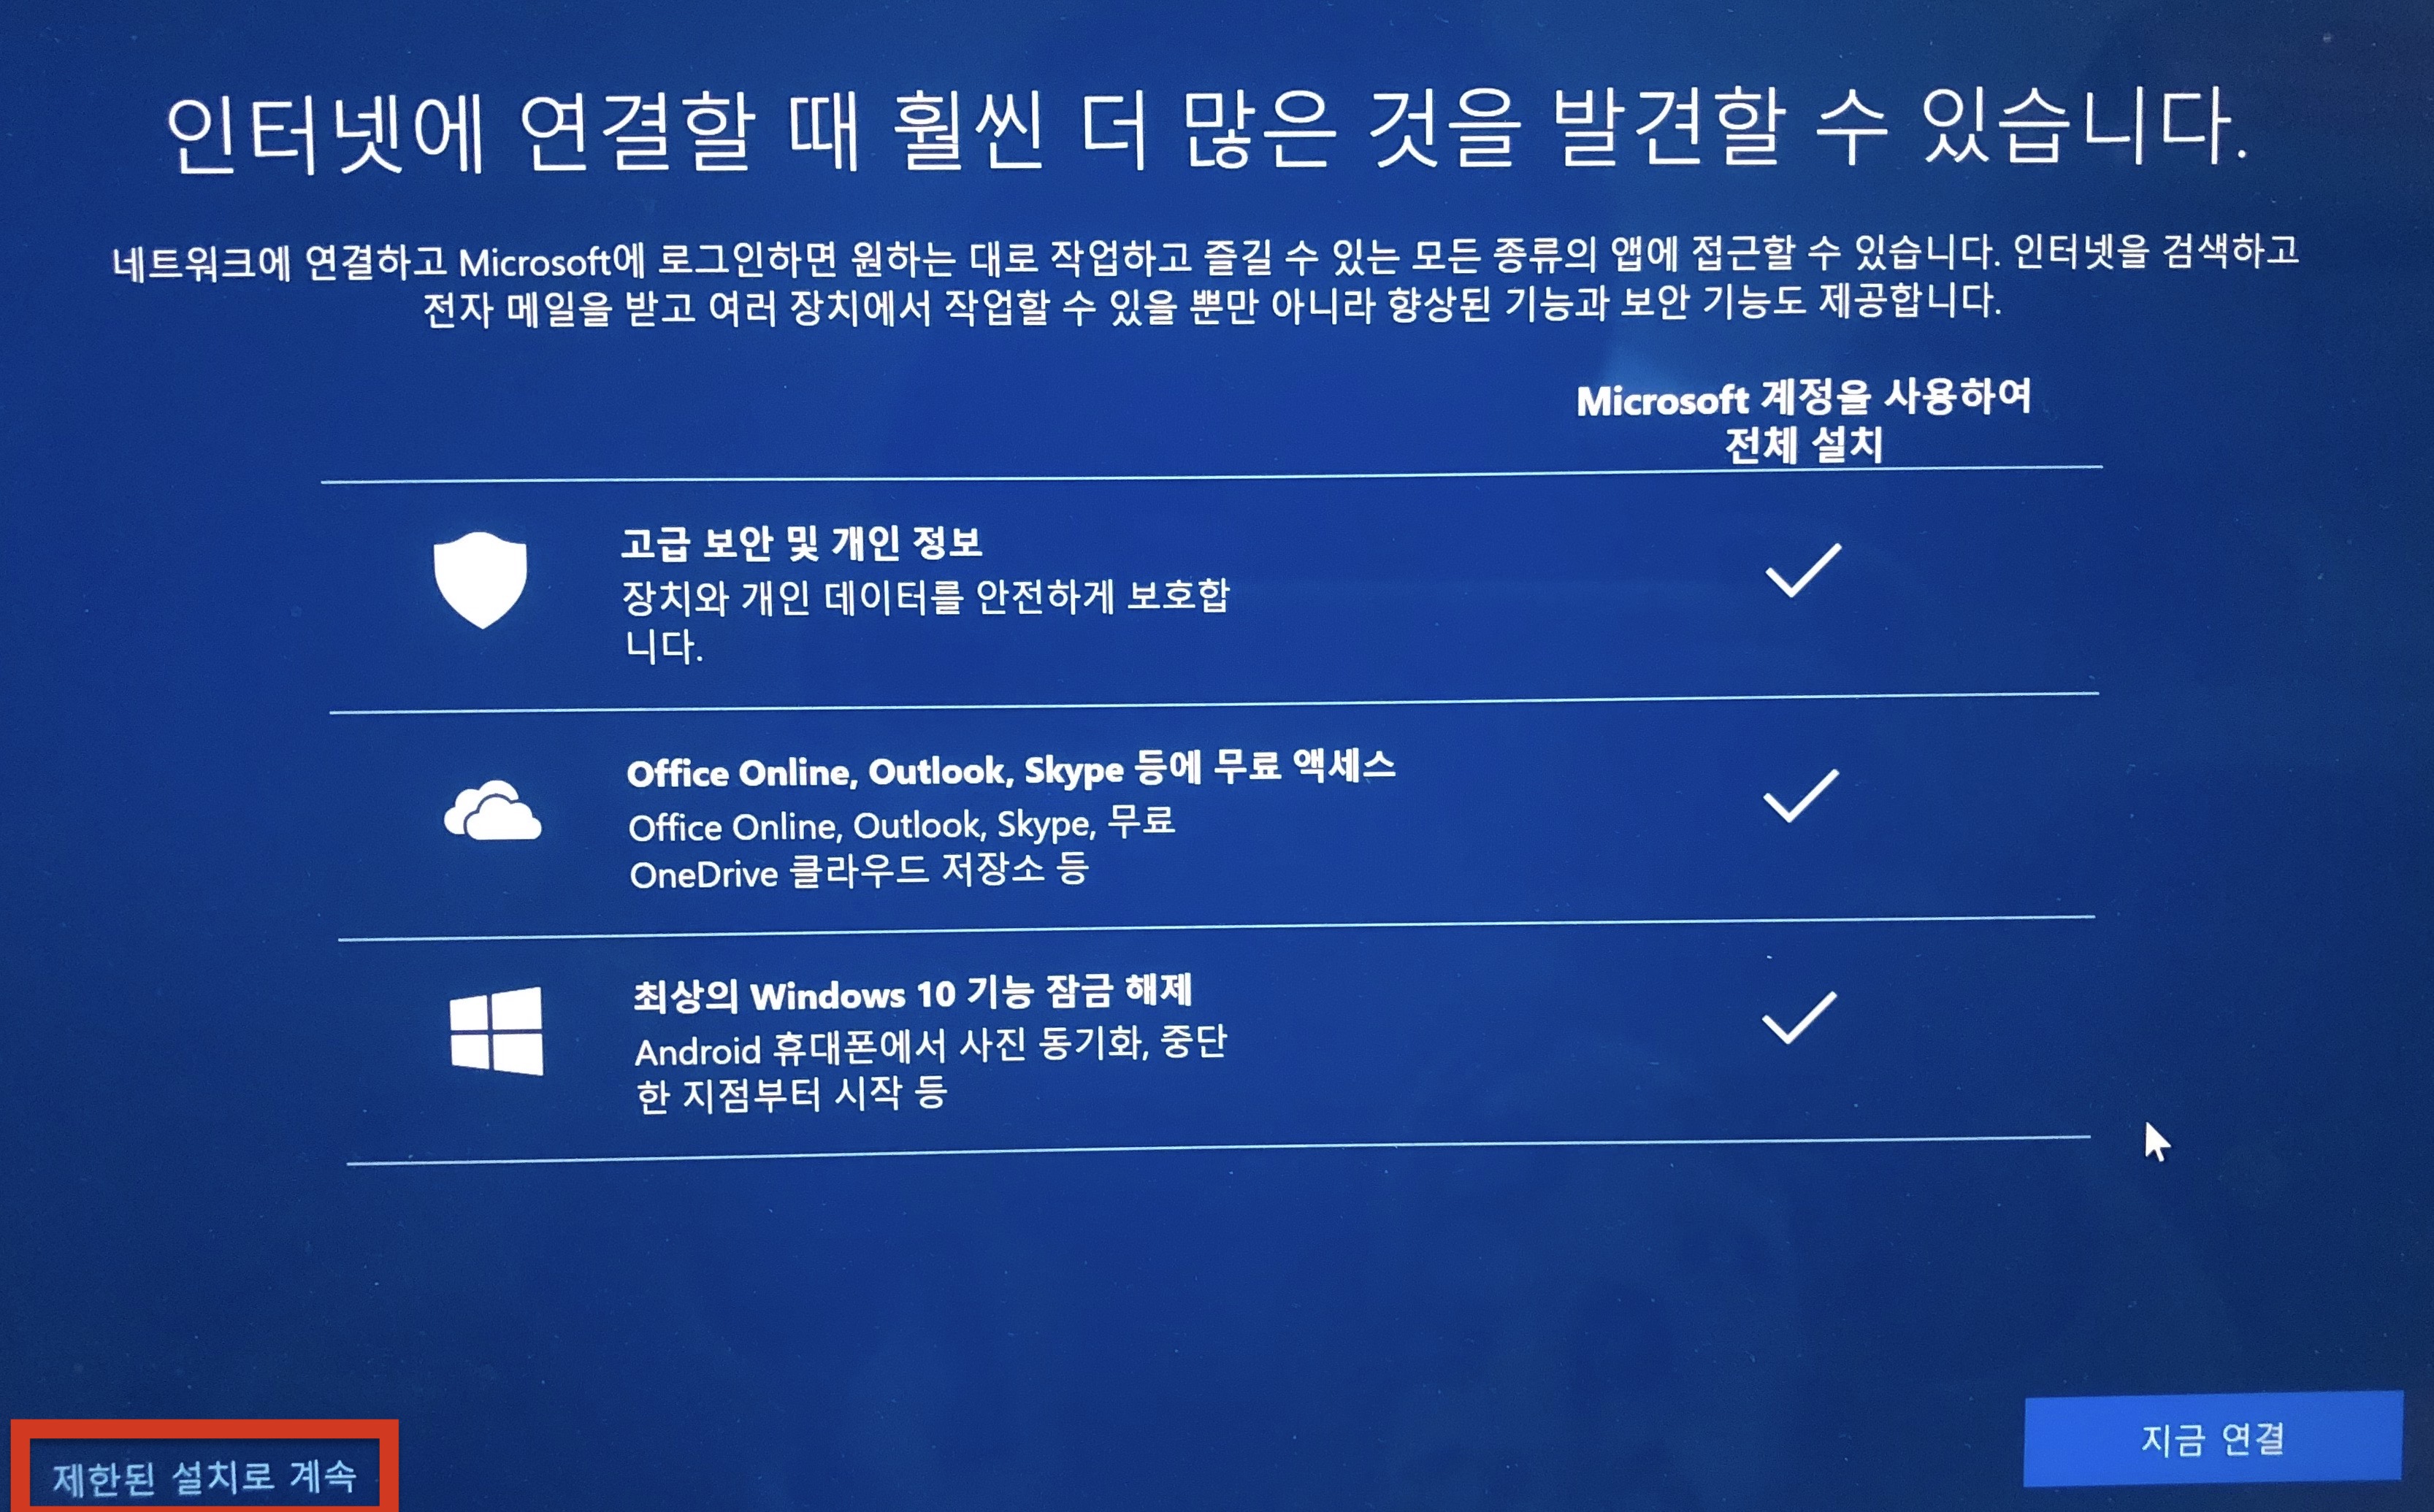 인터넷에 연결할 때 훨씬 더 많은 것을 발견할 수 있습니다.
네트워크에 연결하고 Microsoft에 로그인하면 원하는 대로 작업하고 즐길 수 있는 모든 종류의 앱에 접근할 수 있습니다. 인터넷을 검색하고
전자 메일을 받고 여러 장치에서 작업할 수 있을 뿐만 아니라 향상된 기능과 보안 기능도 제공합니다.
Microsoft 계정을 사용하여
전체 설치
고급 보안 및 개인 정보
장치와 개인 데이터를 안전하게 보호합
니다.
Office Online, Outlook, Skype 등에 무료 액세스
Office Online, Outlook, Skype, 무료
OneDrive 클라우드 저장소 등
최상의 Windows 10 기능 잠금 해제
Android 휴대폰에서 사진 동기화, 중단
한 지점부터 시작 등
제한된 설치로 계속
지금 연결